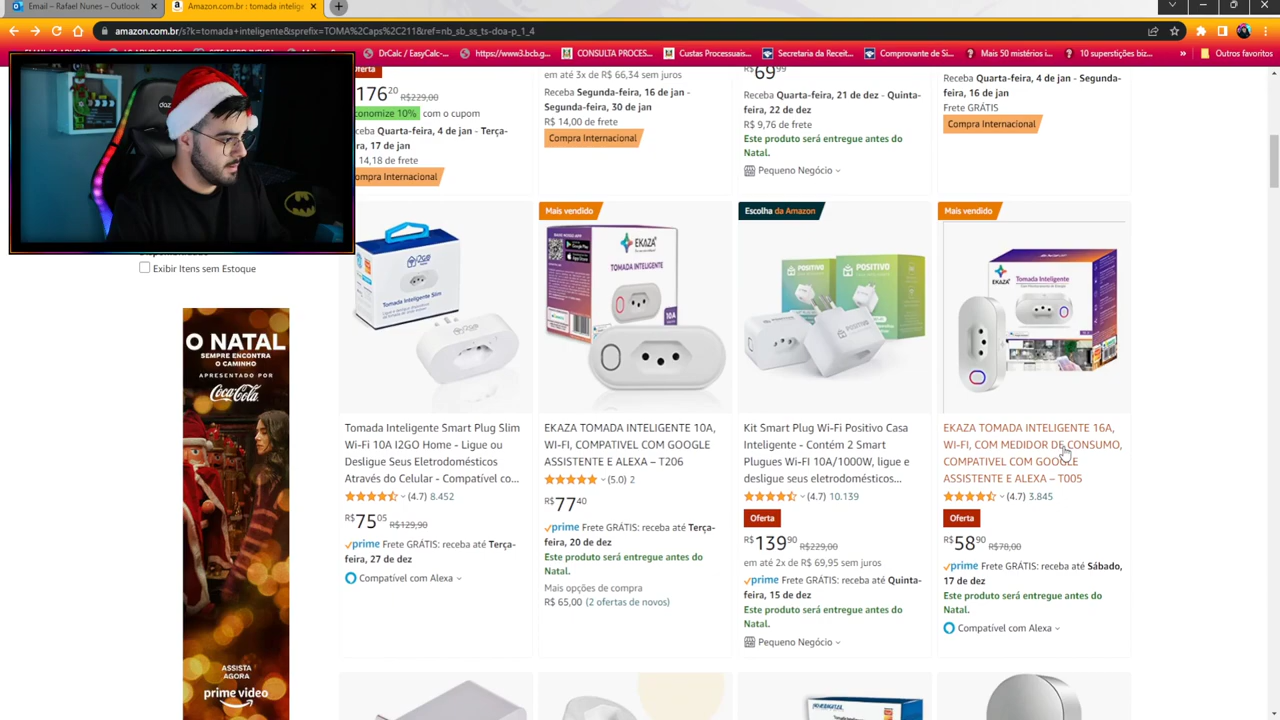 Email – Rafael Nunes – Outlook
Amazon.com.br : tomada intelige
amazon.com.br/s?k=tomada+inteligente&sprefix=TOMA%2Caps%2C211&ref=nb_sb_ss_ts-doa-p_1_4
DrCalc / EasyCalc-...
https://www3.bcb.g...
CONSULTA PROCES...
Custas Processuais...
Secretaria da Receit...
Comprovante de Si...
Mais 50 mistérios i...
10 superstições biz...
»
Outros favoritos
Oferta
176 20 R$229,00
conomize 10% com o cupom
ceba Quarta-feira, 4 de jan - Terça-
ra, 17 de jan
14,18 de frete
ompra Internacional
em até 3x de R$ 66,34 sem juros
Receba Segunda-feira, 16 de jan -
Segunda-feira, 30 de jan
R$ 14,00 de frete
Compra Internacional
R$ 69 99
Receba Quarta-feira, 21 de dez - Quinta-
feira, 22 de dez
R$ 9,76 de frete
Este produto será entregue antes do
Natal.
Pequeno Negócio
Receba Quarta-feira, 4 de jan - Segunda-
feira, 16 de jan
Frete GRÁTIS
Compra Internacional
daz
Exibir Itens sem Estoque
O NATAL
SEMPRE ENCONTRA
O CAMINHO
APRESENTADO POR
Coca-Cola
ASSISTA
AGORA
prime video
Tomada Inteligente Slim
Tomada Inteligente Smart Plug Slim
Wi-Fi 10A I2GO Home - Ligue ou
Desligue Seus Eletrodomésticos
Através do Celular - Compatível co...
(4.7) 8.452
R$ 75 05 R$129,90
prime Frete GRÁTIS: receba até Terça-
feira, 27 de dez
Compatível com Alexa
Mais vendido
EKAZA
TOMADA INTELIGENTE
10A
EKAZA TOMADA INTELIGENTE 10A,
WI-FI, COMPATIVEL COM GOOGLE
ASSISTENTE E ALEXA – T206
(5.0) 2
R$ 77 40
prime Frete GRÁTIS: receba até Terça-
feira, 20 de dez
Este produto será entregue antes do
Natal.
Mais opções de compra
R$ 65,00 (2 ofertas de novos)
Escolha da Amazon
POSITIVO
POSITIVO
Kit Smart Plug Wi-Fi Positivo Casa
Inteligente - Contém 2 Smart
Plugues Wi-FI 10A/1000W, ligue e
desligue seus eletrodomésticos...
(4.7) 10.139
Oferta
R$ 139 90 R$229,00
em até 2x de R$ 69,95 sem juros
prime Frete GRÁTIS: receba até Quinta-
feira, 15 de dez
Este produto será entregue antes do
Natal.
Pequeno Negócio
Mais vendido
EKAZA
Tomada Inteligente
EKAZA TOMADA INTELIGENTE 16A,
WI-FI, COM MEDIDOR DE CONSUMO,
COMPATIVEL COM GOOGLE
ASSISTENTE E ALEXA – T005
(4.7) 3.845
Oferta
R$ 58 90 R$78,00
prime Frete GRÁTIS: receba até Sábado,
17 de dez
Este produto será entregue antes do
Natal.
Compatível com Alexa